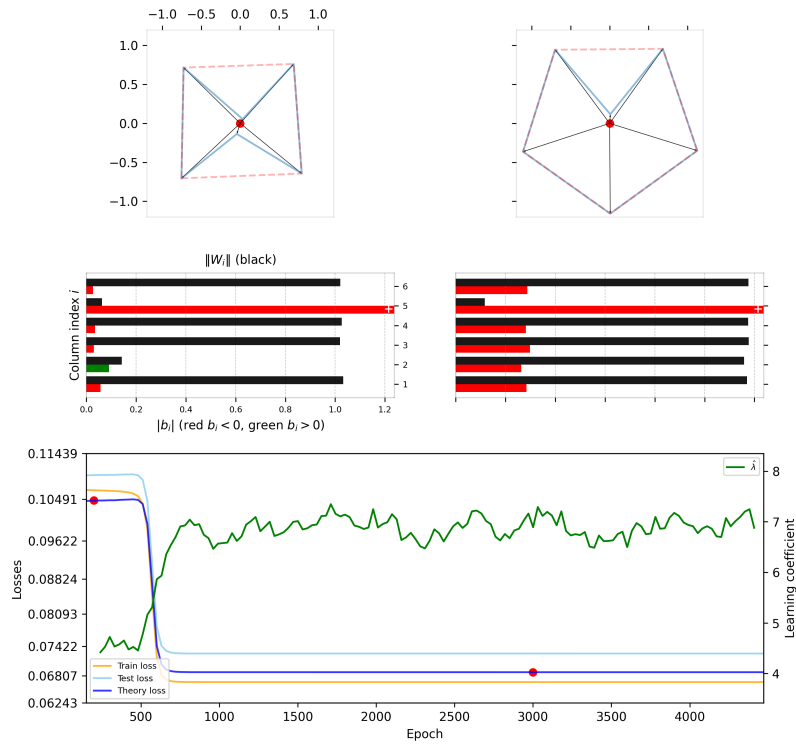 −1.0 −0.5 0.0 0.5 1.0
1.0
0.5
0.0
−0.5
−1.0
‖Wᵢ‖ (black)
Column index i
6
5
4
3
2
1
0.0 0.2 0.4 0.6 0.8 1.0 1.2
|bᵢ| (red bᵢ < 0, green bᵢ > 0)
0.11439
0.10491
0.09622
0.08824
0.08093
0.07422
0.06807
0.06243
Losses
λ̂
8
7
6
5
4
Learning coefficient
Train loss
Test loss
Theory loss
500 1000 1500 2000 2500 3000 3500 4000
Epoch